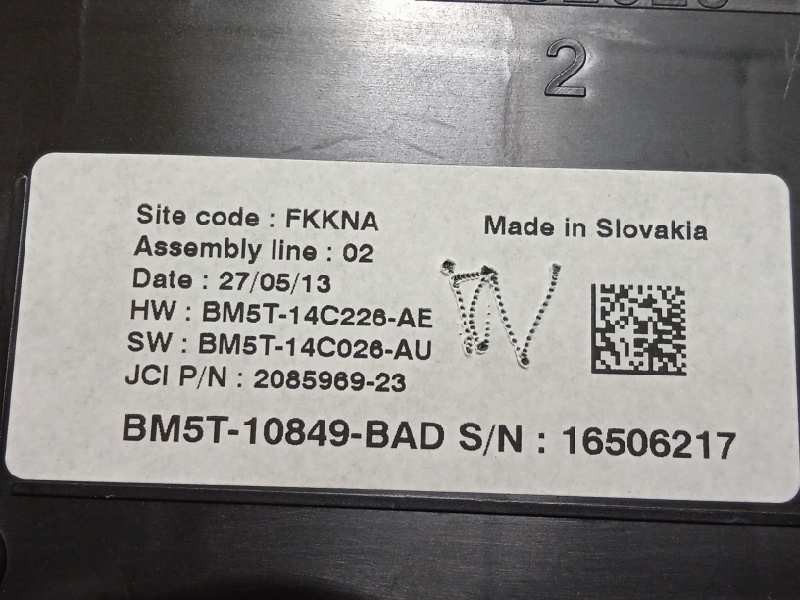 2
Site code : FKKNA
Made in Slovakia
Assembly line : 02
Date : 27/05/13
HW : BM5T-14C226-AE
SW : BM5T-14C026-AU
JCI P/N : 2085969-23
BM5T-10849-BAD S/N : 16506217